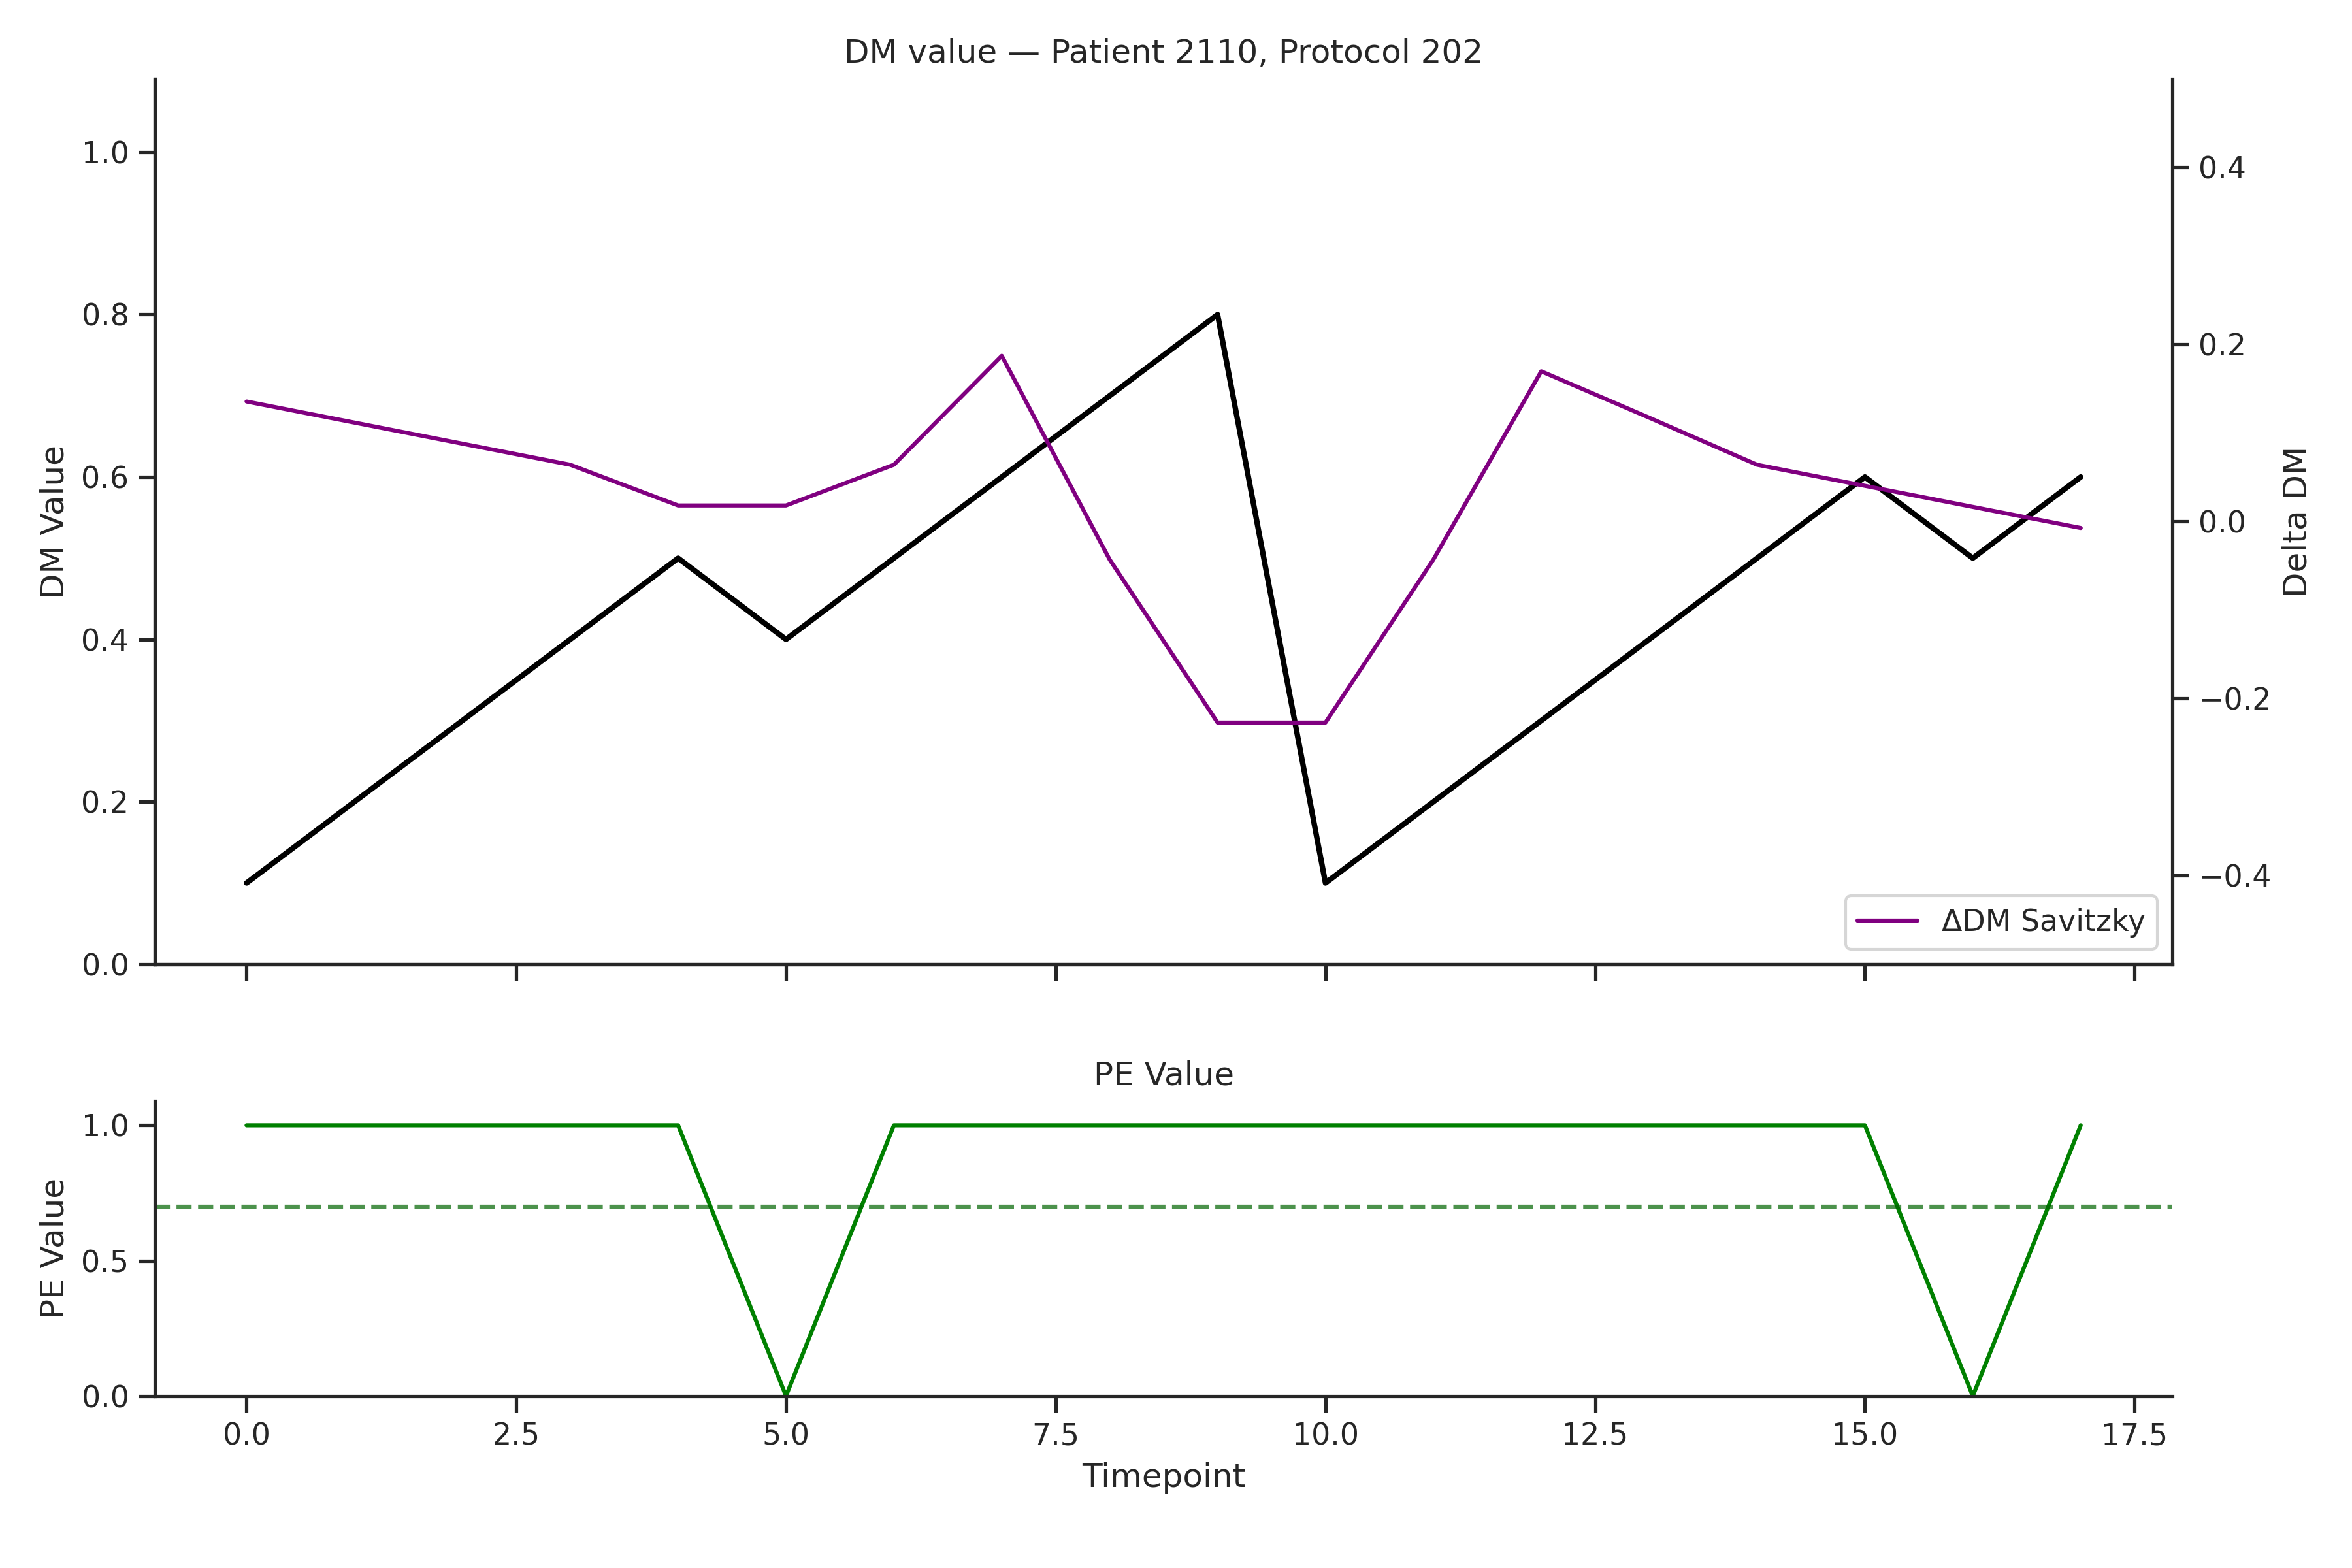 DM value — Patient 2110, Protocol 202
DM Value
1.0
0.8
0.6
0.4
0.2
0.0
Delta DM
0.4
0.2
0.0
−0.2
−0.4
ΔDM Savitzky
PE Value
PE Value
1.0
0.5
0.0
0.0 2.5 5.0 7.5 10.0 12.5 15.0 17.5
Timepoint